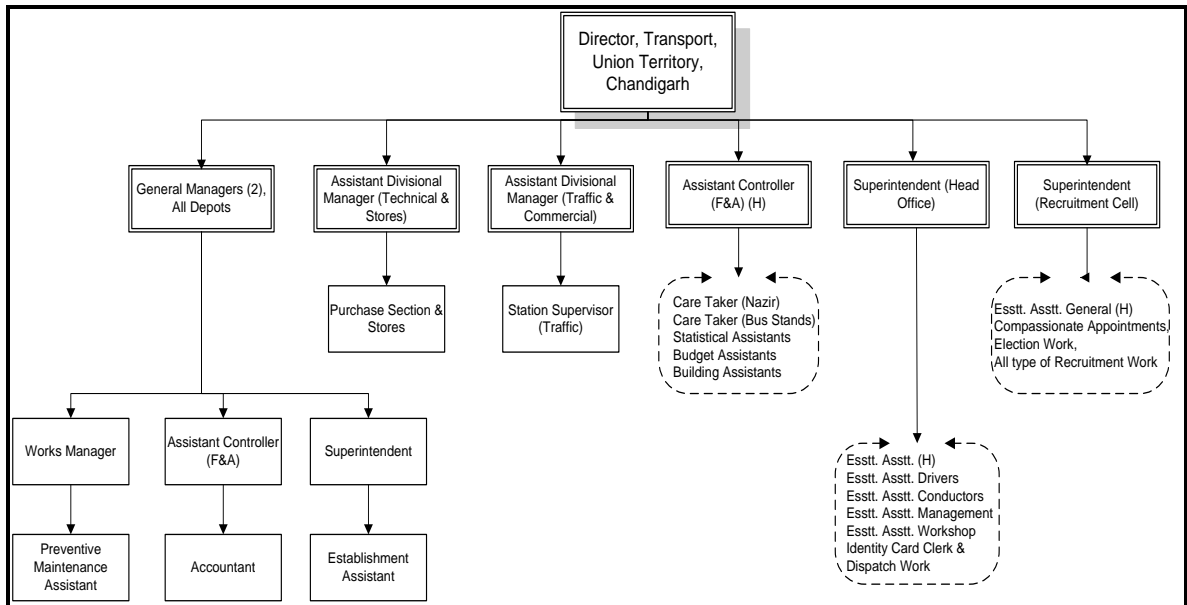 Director, Transport,
Union Territory,
Chandigarh
General Managers (2),
All Depots
Assistant Divisional
Manager (Technical &
Stores)
Assistant Divisional
Manager (Traffic &
Commercial)
Assistant Controller
(F&A) (H)
Superintendent (Head
Office)
Superintendent
(Recruitment Cell)
Purchase Section &
Stores
Station Supervisor
(Traffic)
Care Taker (Nazir)
Care Taker (Bus Stands)
Statistical Assistants
Budget Assistants
Building Assistants
Esstt. Asstt. General (H)
Compassionate Appointments,
Election Work,
All type of Recruitment Work
Works Manager
Assistant Controller
(F&A)
Superintendent
Esstt. Asstt. (H)
Esstt. Asstt. Drivers
Esstt. Asstt. Conductors
Esstt. Asstt. Management
Esstt. Asstt. Workshop
Identity Card Clerk &
Dispatch Work
Preventive
Maintenance
Assistant
Accountant
Establishment
Assistant